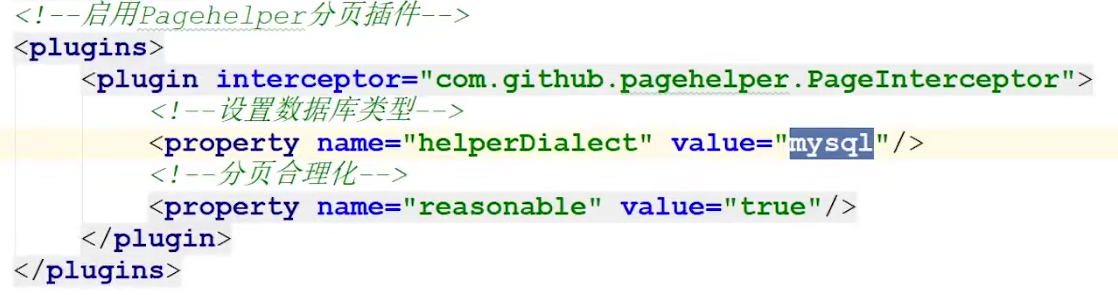 <!--启用Pagehelper分页插件-->
<plugins>
    <plugin interceptor="com.github.pagehelper.PageInterceptor">
        <!--设置数据库类型-->
        <property name="helperDialect" value="mysql"/>
        <!--分页合理化-->
        <property name="reasonable" value="true"/>
    </plugin>
</plugins>